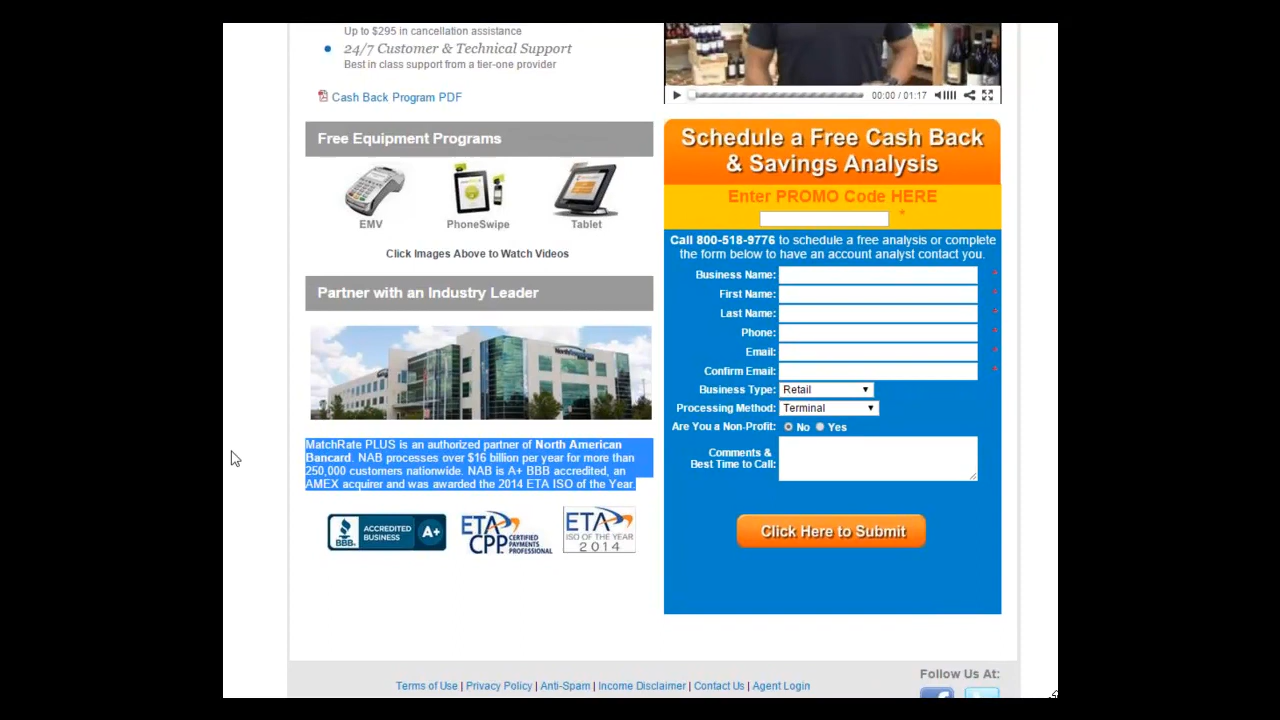 Up to $295 in cancellation assistance
24/7 Customer & Technical Support
Best in class support from a tier-one provider
Cash Back Program PDF
Free Equipment Programs
EMV
PhoneSwipe
Tablet
Click Images Above to Watch Videos
Partner with an Industry Leader
MatchRate PLUS is an authorized partner of North American
Bancard. NAB processes over $16 billion per year for more than
250,000 customers nationwide. NAB is A+ BBB accredited, an
AMEX acquirer and was awarded the 2014 ETA ISO of the Year.
BBB
ACCREDITED
BUSINESS
A+
ETA
CPP
CERTIFIED
PAYMENTS
PROFESSIONAL
ETA
ISO OF THE YEAR
2014
00:00 / 01:17
Schedule a Free Cash Back
& Savings Analysis
Enter PROMO Code HERE
*
Call 800-518-9776 to schedule a free analysis or complete
the form below to have an account analyst contact you.
Business Name: *
First Name: *
Last Name: *
Phone: *
Email: *
Confirm Email: *
Business Type: Retail
Processing Method: Terminal
Are You a Non-Profit: No Yes
Comments &
Best Time to Call:
Click Here to Submit
Follow Us At:
Terms of Use | Privacy Policy | Anti-Spam | Income Disclaimer | Contact Us | Agent Login